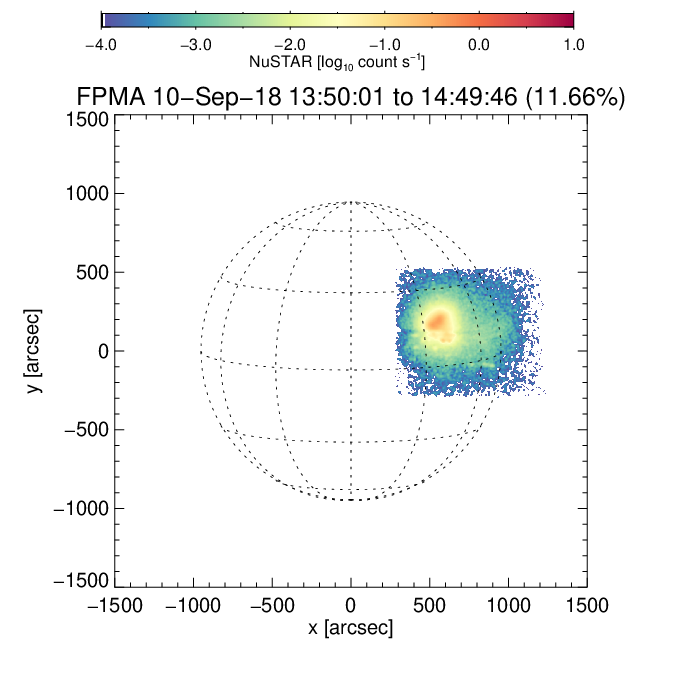 −4.0 −3.0 −2.0 −1.0 0.0 1.0
NuSTAR [log₁₀ count s⁻¹]
FPMA 10−Sep−18 13:50:01 to 14:49:46 (11.66%)
1500
1000
500
0
−500
−1000
−1500
y [arcsec]
−1500 −1000 −500 0 500 1000 1500
x [arcsec]